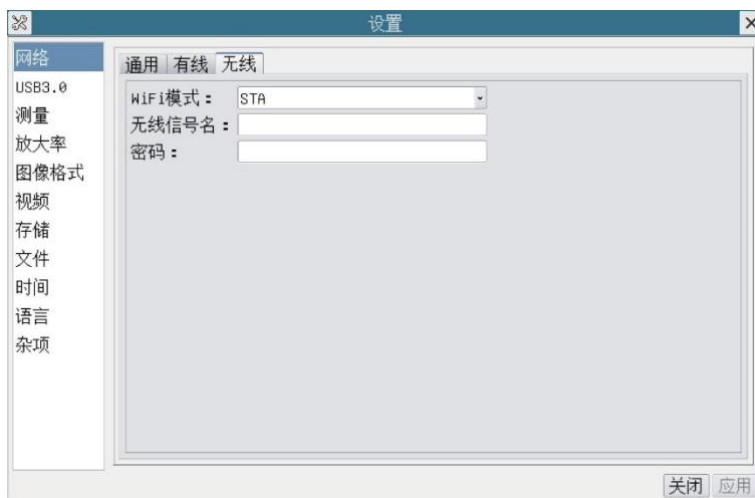 设置
网络
USB3.0
测量
放大率
图像格式
视频
存储
文件
时间
语言
杂项
通用 有线 无线
WiFi模式： STA
无线信号名：
密码：
关闭 应用